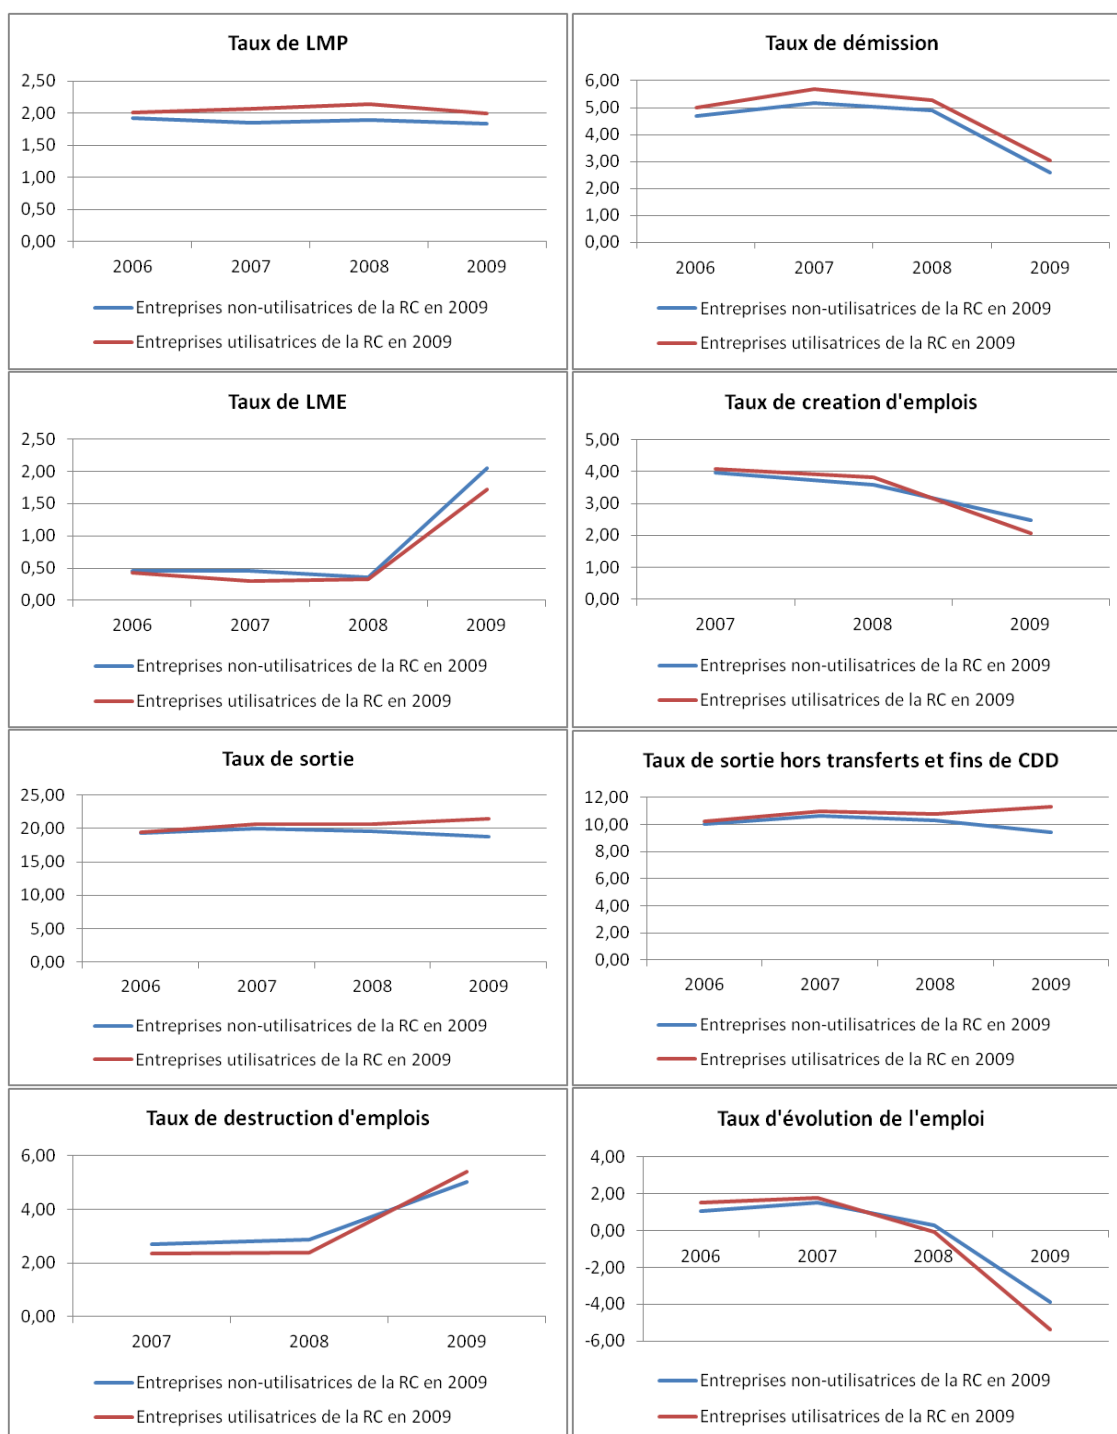 Taux de LMP
2,50
2,00
1,50
1,00
0,50
0,00
2006 2007 2008 2009
Entreprises non-utilisatrices de la RC en 2009
Entreprises utilisatrices de la RC en 2009
Taux de démission
6,00
5,00
4,00
3,00
2,00
1,00
0,00
2006 2007 2008 2009
Entreprises non-utilisatrices de la RC en 2009
Entreprises utilisatrices de la RC en 2009
Taux de LME
2,50
2,00
1,50
1,00
0,50
0,00
2006 2007 2008 2009
Entreprises non-utilisatrices de la RC en 2009
Entreprises utilisatrices de la RC en 2009
Taux de creation d'emplois
5,00
4,00
3,00
2,00
1,00
0,00
2007 2008 2009
Entreprises non-utilisatrices de la RC en 2009
Entreprises utilisatrices de la RC en 2009
Taux de sortie
25,00
20,00
15,00
10,00
5,00
0,00
2006 2007 2008 2009
Entreprises non-utilisatrices de la RC en 2009
Entreprises utilisatrices de la RC en 2009
Taux de sortie hors transferts et fins de CDD
12,00
10,00
8,00
6,00
4,00
2,00
0,00
2006 2007 2008 2009
Entreprises non-utilisatrices de la RC en 2009
Entreprises utilisatrices de la RC en 2009
Taux de destruction d'emplois
6,00
4,00
2,00
0,00
2007 2008 2009
Entreprises non-utilisatrices de la RC en 2009
Entreprises utilisatrices de la RC en 2009
Taux d'évolution de l'emploi
4,00
2,00
0,00
2006 2007 2008 2009
-2,00
-4,00
-6,00
Entreprises non-utilisatrices de la RC en 2009
Entreprises utilisatrices de la RC en 2009